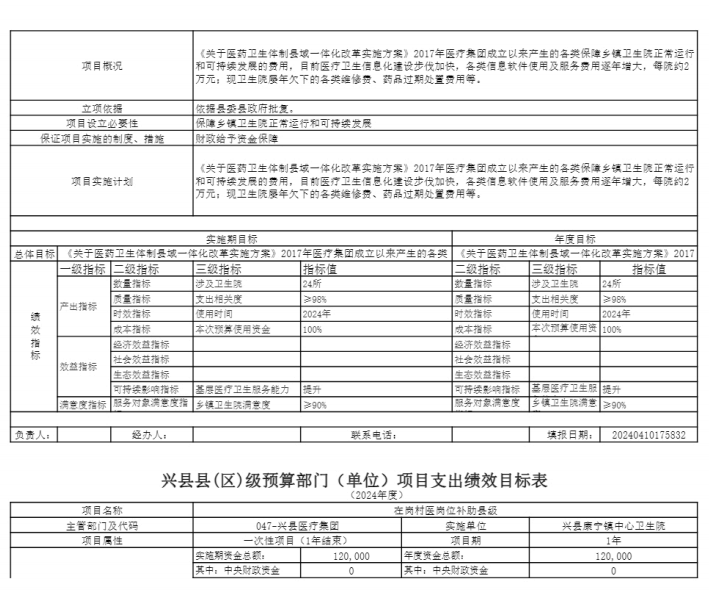 项目概况
《关于医药卫生体制县域一体化改革实施方案》2017年医疗集团成立以来产生的各类保障乡镇卫生院正常运行
和可持续发展的费用，目前医疗卫生信息化建设步伐加快，各类信息软件使用及服务费用逐年增大，每院约2
万元；现卫生院屡年欠下的各类维修费、药品过期处置费用等。
立项依据 依据县委县政府批复。
项目设立必要性 保障乡镇卫生院正常运行和可持续发展
保证项目实施的制度、措施 财政给予资金保障
项目实施计划
《关于医药卫生体制县域一体化改革实施方案》2017年医疗集团成立以来产生的各类保障乡镇卫生院正常运行
和可持续发展的费用，目前医疗卫生信息化建设步伐加快，各类信息软件使用及服务费用逐年增大，每院约2
万元；现卫生院屡年欠下的各类维修费、药品过期处置费用等。
实施期目标 年度目标
总体目标 《关于医药卫生体制县域一体化改革实施方案》2017年医疗集团成立以来产生的各类 《关于医药卫生体制县域一体化改革实施方案》2017
绩效指标
一级指标 二级指标 三级指标 指标值 二级指标 三级指标 指标值
产出指标
数量指标 涉及卫生院 24所 数量指标 涉及卫生院 24所
质量指标 支出相关度 ≥98% 质量指标 支出相关度 ≥98%
时效指标 使用时间 2024年 时效指标 使用时间 2024年
成本指标 本次预算使用资金 100% 成本指标 本次预算使用资 100%
效益指标
经济效益指标 经济效益指标
社会效益指标 社会效益指标
生态效益指标 生态效益指标
可持续影响指标 基层医疗卫生服务能力 提升 可持续影响指标 基层医疗卫生服 提升
满意度指标 服务对象满意度指 乡镇卫生院满意度 ≥90% 服务对象满意度 乡镇卫生院满意 ≥90%
负责人： 经办人： 联系电话： 填报日期： 20240410175832
兴县县(区)级预算部门（单位）项目支出绩效目标表
（2024年度）
项目名称 在岗村医岗位补助县级
主管部门及代码 047-兴县医疗集团 实施单位 兴县康宁镇中心卫生院
项目属性 一次性项目（1年结束） 项目期 1年
实施期资金总额： 120,000 年度资金总额： 120,000
其中：中央财政资金 0 其中：中央财政资金 0